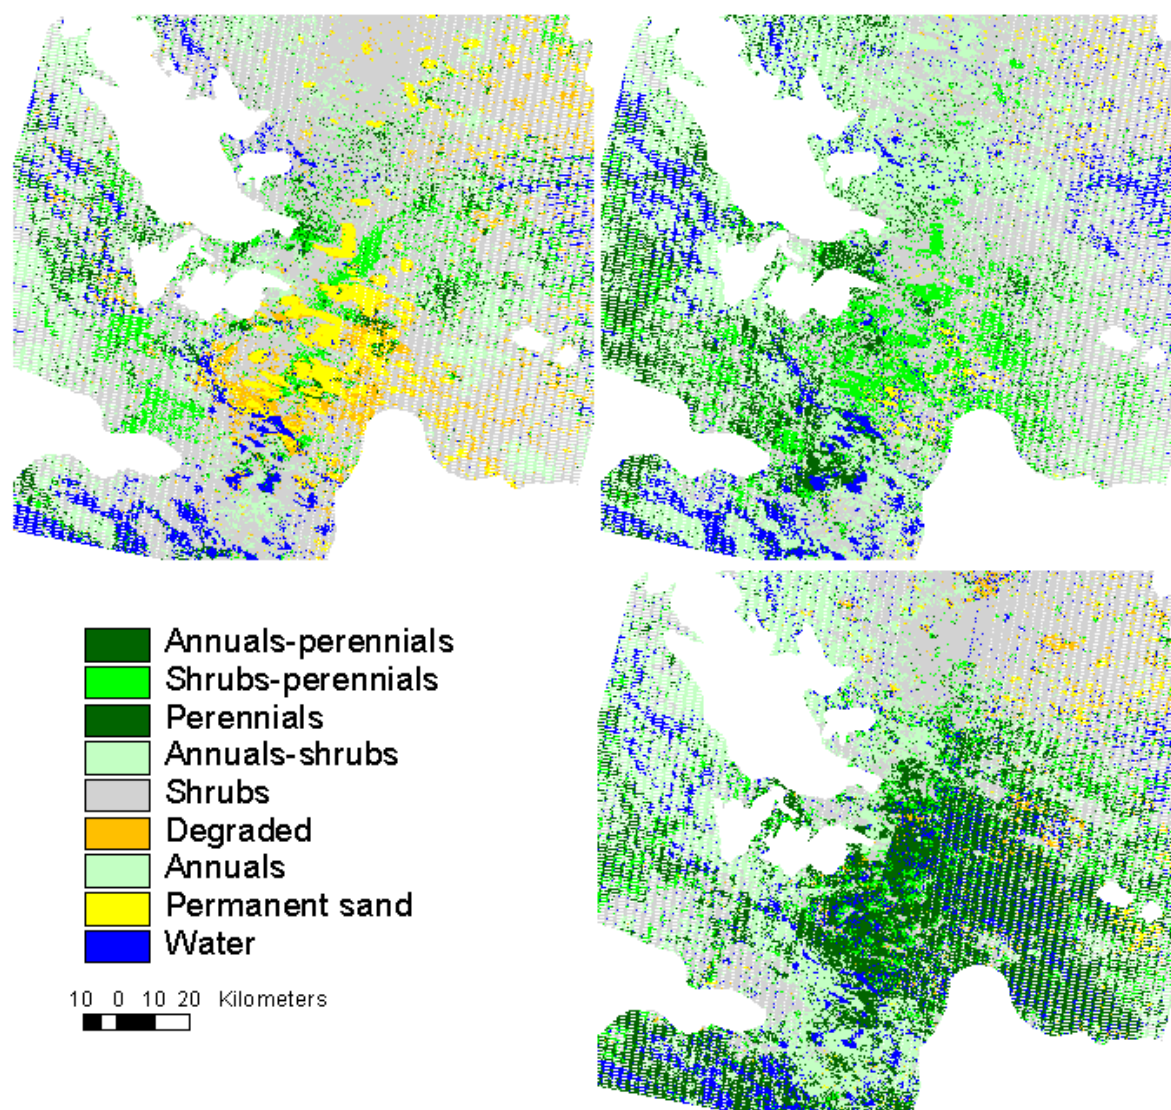 Annuals-perennials
Shrubs-perennials
Perennials
Annuals-shrubs
Shrubs
Degraded
Annuals
Permanent sand
Water
10 0 10 20 Kilometers